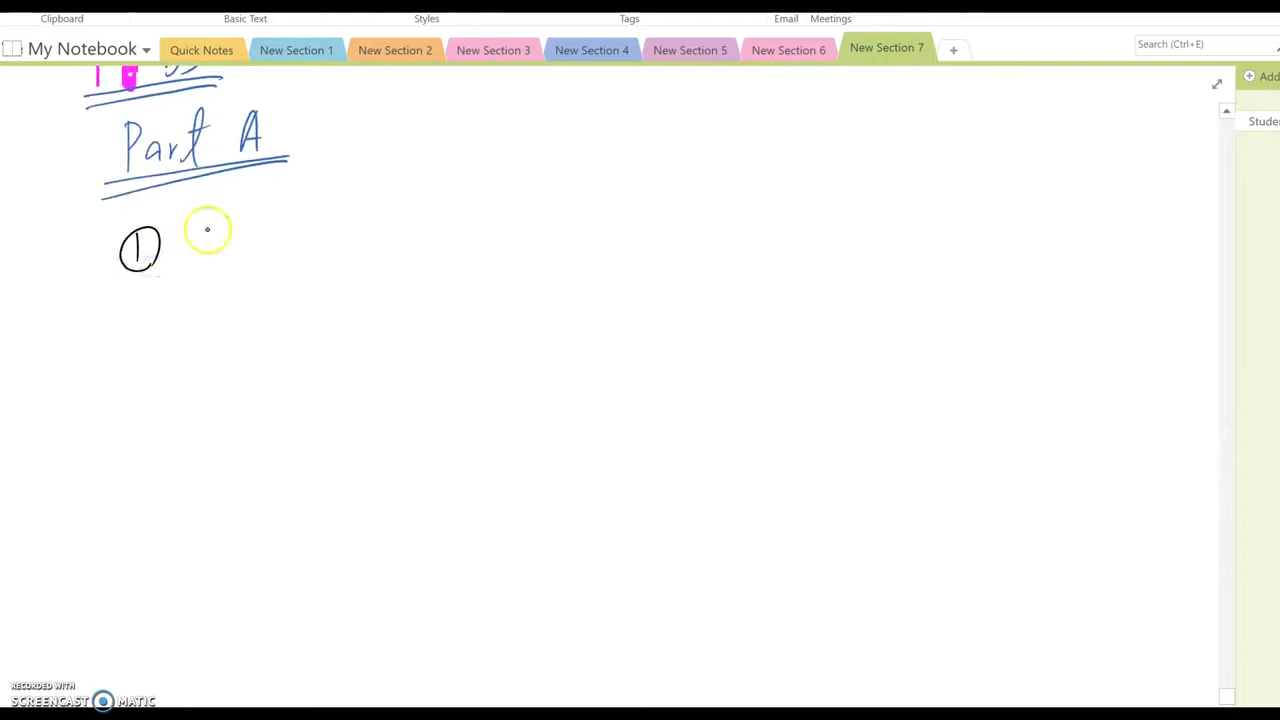 Clipboard Basic Text Styles Tags Email Meetings
My Notebook Quick Notes New Section 1 New Section 2 New Section 3 New Section 4 New Section 5 New Section 6 New Section 7 +
Search (Ctrl+E)
Add
Studen
Part A
1
RECORDED WITH
SCREENCAST MATIC